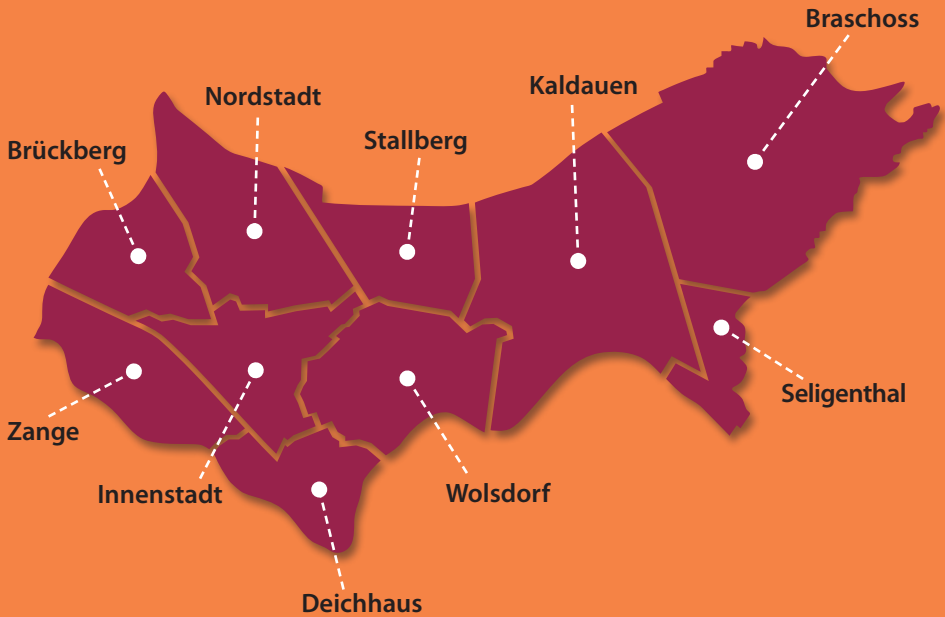 Braschoss
Kaldauen
Nordstadt
Stallberg
Brückberg
Seligenthal
Zange
Innenstadt
Wolsdorf
Deichhaus